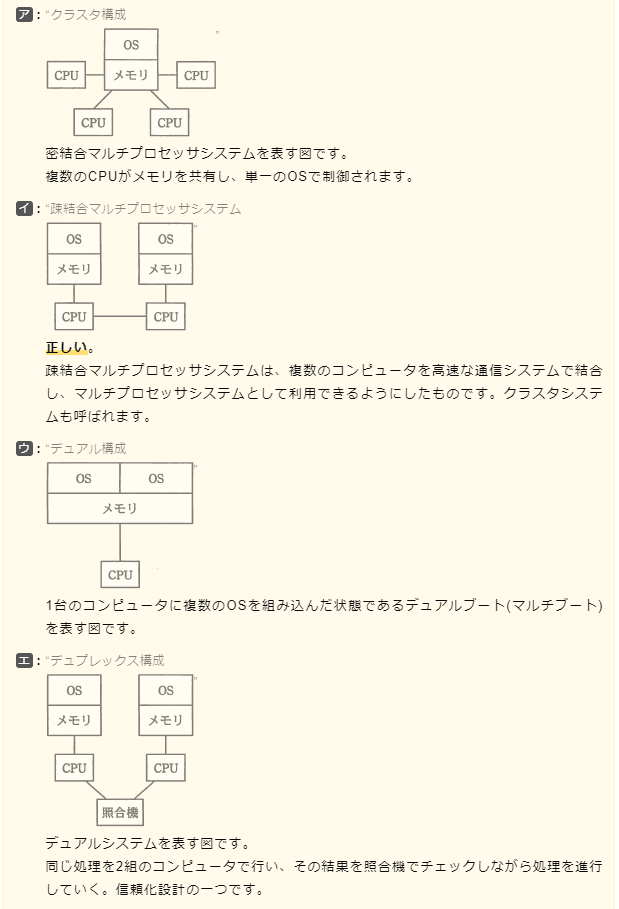 ア：“クラスタ構成
OS
”
CPU
メモリ
CPU
CPU
CPU
密結合マルチプロセッサシステムを表す図です。
複数のCPUがメモリを共有し、単一のOSで制御されます。
イ：“疎結合マルチプロセッサシステム
OS
OS
”
メモリ
メモリ
CPU
CPU
正しい。
疎結合マルチプロセッサシステムは、複数のコンピュータを高速な通信システムで結合
し、マルチプロセッサシステムとして利用できるようにしたものです。クラスタシステ
ムも呼ばれます。
ウ：“デュアル構成
OS
OS
”
メモリ
CPU
1台のコンピュータに複数のOSを組み込んだ状態であるデュアルブート(マルチブート)
を表す図です。
エ：“デュプレックス構成
OS
OS
”
メモリ
メモリ
CPU
CPU
照合機
デュアルシステムを表す図です。
同じ処理を2組のコンピュータで行い、その結果を照合機でチェックしながら処理を進行
していく。信頼化設計の一つです。